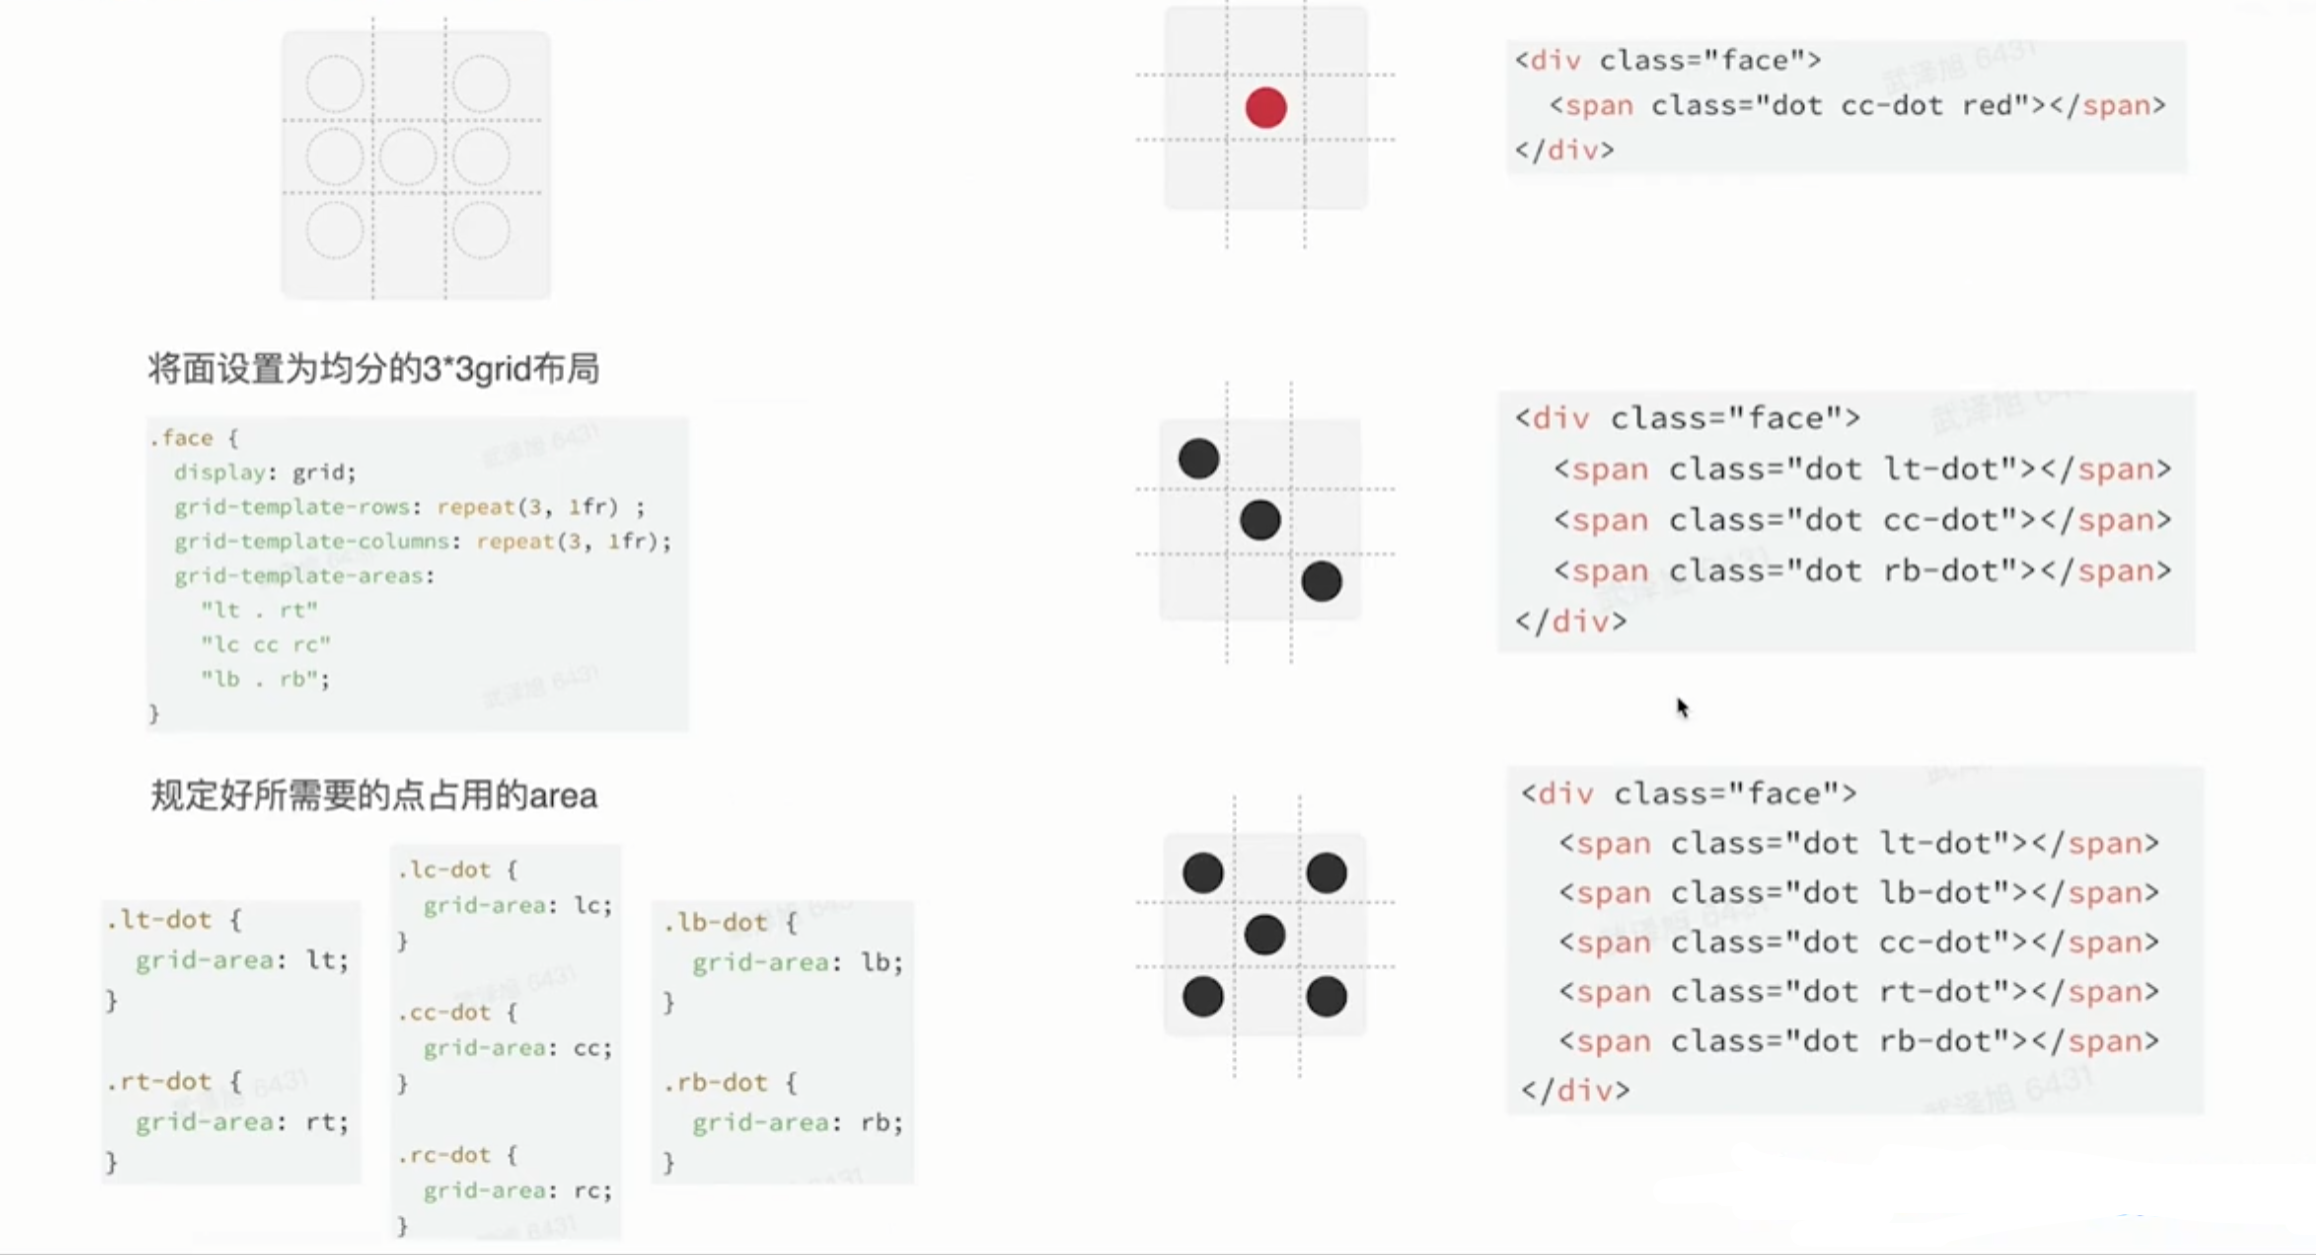 将面设置为均分的3*3grid布局
.face {
  display: grid;
  grid-template-rows: repeat(3, 1fr) ;
  grid-template-columns: repeat(3, 1fr);
  grid-template-areas:
    "lt . rt"
    "lc cc rc"
    "lb . rb";
}
规定好所需要的点占用的area
.lt-dot {
  grid-area: lt;
}
.rt-dot {
  grid-area: rt;
}
.lc-dot {
  grid-area: lc;
}
.cc-dot {
  grid-area: cc;
}
.rc-dot {
  grid-area: rc;
}
.lb-dot {
  grid-area: lb;
}
.rb-dot {
  grid-area: rb;
}
<div class="face">
  <span class="dot cc-dot red"></span>
</div>
<div class="face">
  <span class="dot lt-dot"></span>
  <span class="dot cc-dot"></span>
  <span class="dot rb-dot"></span>
</div>
<div class="face">
  <span class="dot lt-dot"></span>
  <span class="dot lb-dot"></span>
  <span class="dot cc-dot"></span>
  <span class="dot rt-dot"></span>
  <span class="dot rb-dot"></span>
</div>
武泽旭 6431